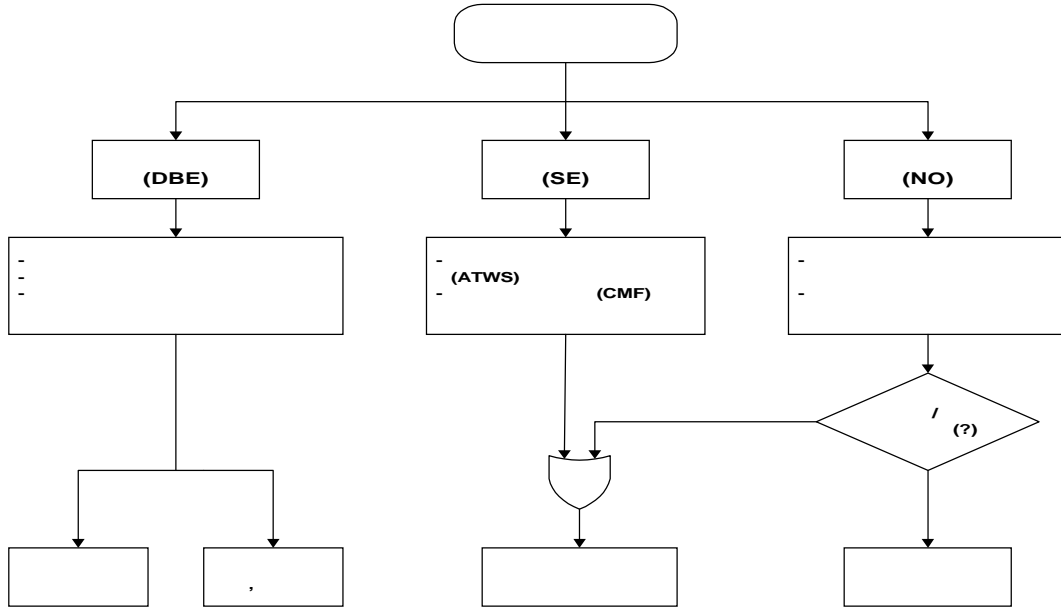 (DBE)
(SE)
(NO)
-
-
-
-
(ATWS)
- (CMF)
-
-
/
(?)
,